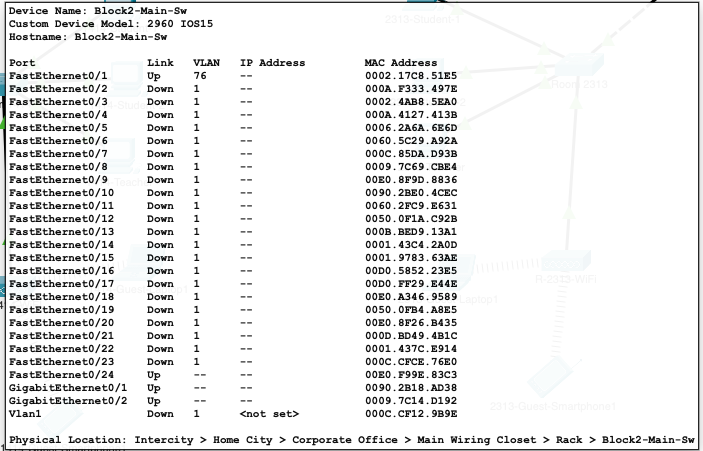 Device Name: Block2-Main-Sw
Custom Device Model: 2960 IOS15
Hostname: Block2-Main-Sw
Port Link VLAN IP Address MAC Address
FastEthernet0/1 Up 76 -- 0002.17C8.51E5
FastEthernet0/2 Down 1 -- 000A.F333.497E
FastEthernet0/3 Down 1 -- 0002.4AB8.5EA0
FastEthernet0/4 Down 1 -- 000A.4127.413B
FastEthernet0/5 Down 1 -- 0006.2A6A.6E6D
FastEthernet0/6 Down 1 -- 0060.5C29.A92A
FastEthernet0/7 Down 1 -- 000C.85DA.D93B
FastEthernet0/8 Down 1 -- 0009.7C69.CBE4
FastEthernet0/9 Down 1 -- 00E0.8F9D.8836
FastEthernet0/10 Down 1 -- 0090.2BE0.4CEC
FastEthernet0/11 Down 1 -- 0060.2FC9.E631
FastEthernet0/12 Down 1 -- 0050.0F1A.C92B
FastEthernet0/13 Down 1 -- 000B.BED9.13A1
FastEthernet0/14 Down 1 -- 0001.43C4.2A0D
FastEthernet0/15 Down 1 -- 0001.9783.63AE
FastEthernet0/16 Down 1 -- 00D0.5852.23E5
FastEthernet0/17 Down 1 -- 00D0.FF29.E44E
FastEthernet0/18 Down 1 -- 00E0.A346.9589
FastEthernet0/19 Down 1 -- 0050.0FB4.A8E5
FastEthernet0/20 Down 1 -- 00E0.8F26.B435
FastEthernet0/21 Down 1 -- 000D.BD49.4B1C
FastEthernet0/22 Down 1 -- 0001.437C.E914
FastEthernet0/23 Down 1 -- 000C.CFCE.76E0
FastEthernet0/24 Up -- -- 00E0.F99E.83C3
GigabitEthernet0/1 Up -- -- 0090.2B18.AD38
GigabitEthernet0/2 Up -- -- 0009.7C14.D192
Vlan1 Down 1 <not set> 000C.CF12.9B9E
Physical Location: Intercity > Home City > Corporate Office > Main Wiring Closet > Rack > Block2-Main-Sw
2313-Student-1
Room 2313
R-2313-WiFi
2313-Guest-Smartphone1